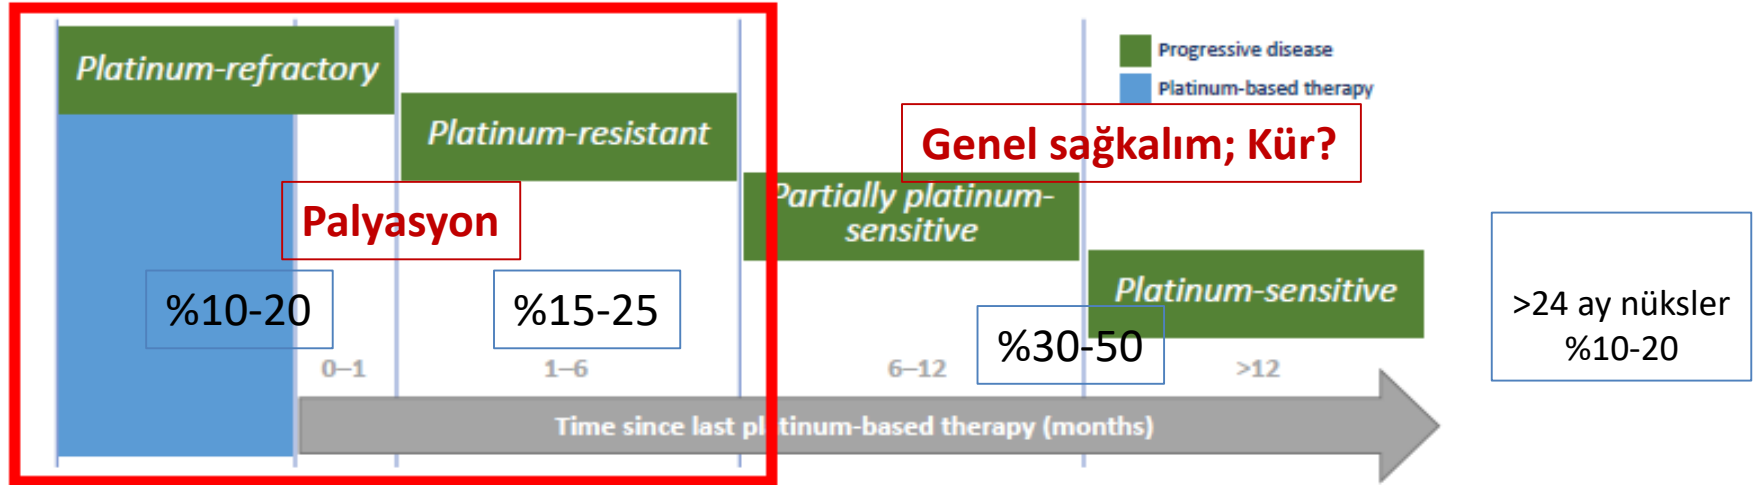 Platinum-refractory
Progressive disease
Platinum-based therapy
Platinum-resistant
Genel sağkalım; Kür?
Palyasyon
Partially platinum-
sensitive
%10-20
%15-25
Platinum-sensitive
%30-50
>24 ay nüksler
%10-20
0–1
1–6
6–12
>12
Time since last platinum-based therapy (months)